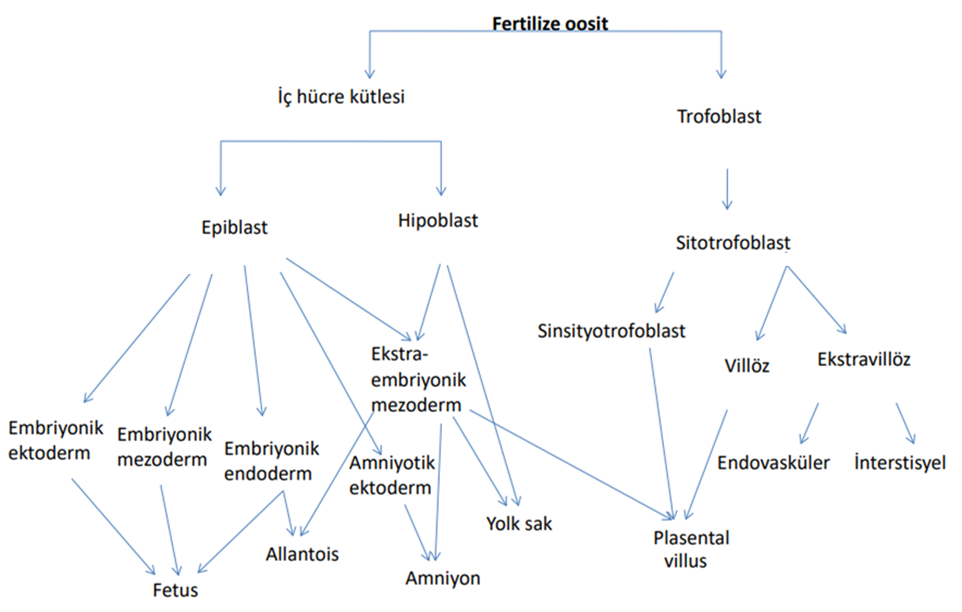 Fertilize oosit
İç hücre kütlesi
Trofoblast
Epiblast
Hipoblast
Sitotrofoblast
Sinsityotrofoblast
Villöz
Ekstravillöz
Ekstra-
embriyonik
mezoderm
Embriyonik
ektoderm
Embriyonik
mezoderm
Embriyonik
endoderm
Amniyotik
ektoderm
Endovasküler
İnterstisyel
Yolk sak
Plasental
villus
Allantois
Amniyon
Fetus